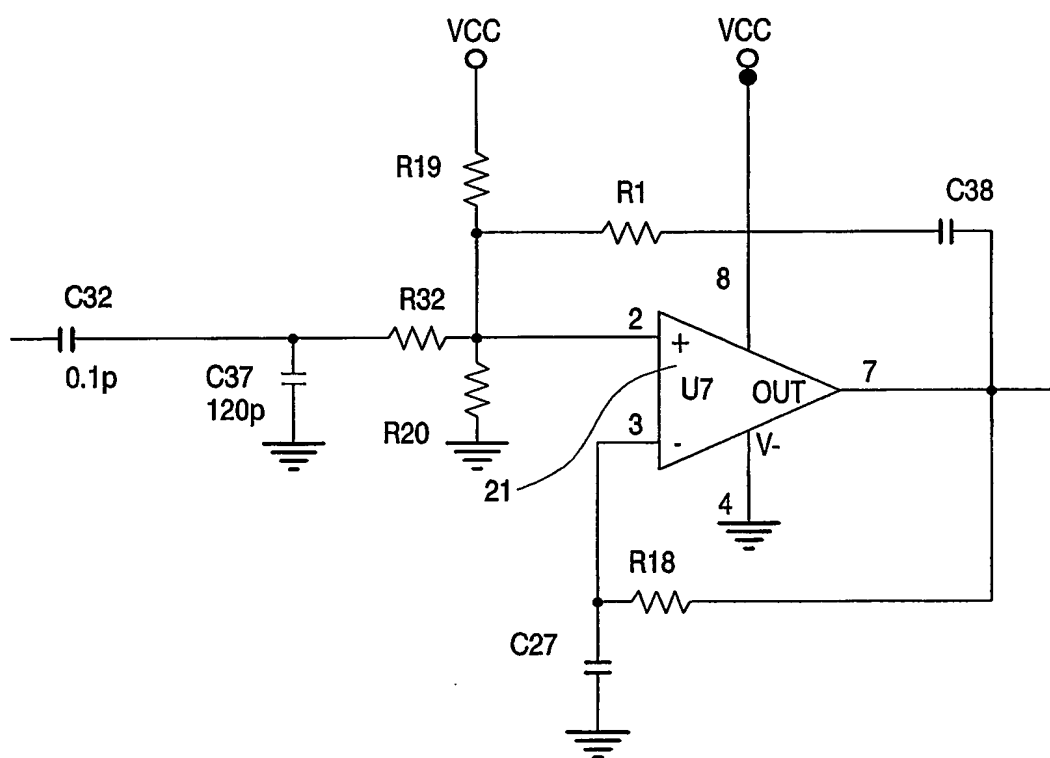 VCC
VCC
R19
R1
C38
8
C32
R32
2
0.1p
C37
120p
+
U7
OUT
7
R20
3
-
V-
21
4
R18
C27